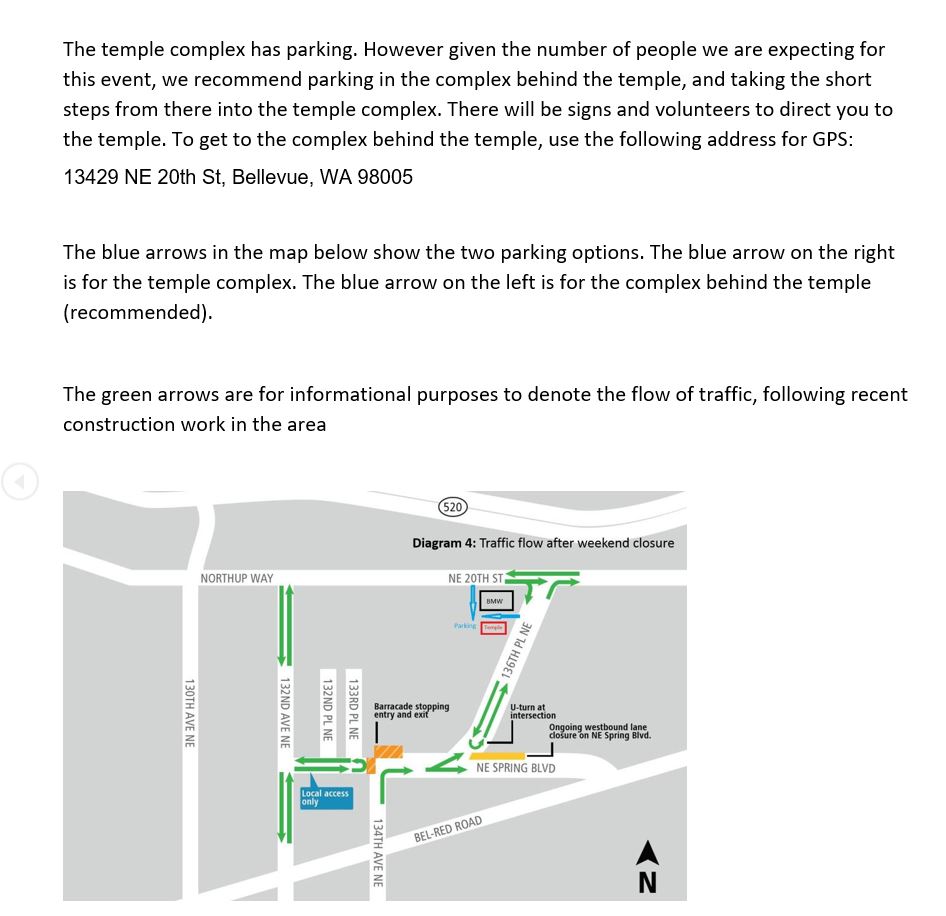 The temple complex has parking. However given the number of people we are expecting for
this event, we recommend parking in the complex behind the temple, and taking the short
steps from there into the temple complex. There will be signs and volunteers to direct you to
the temple. To get to the complex behind the temple, use the following address for GPS:
13429 NE 20th St, Bellevue, WA 98005
The blue arrows in the map below show the two parking options. The blue arrow on the right
is for the temple complex. The blue arrow on the left is for the complex behind the temple
(recommended).
The green arrows are for informational purposes to denote the flow of traffic, following recent
construction work in the area
520
Diagram 4: Traffic flow after weekend closure
NORTHUP WAY
NE 20TH ST
BMW
Parking
Temple
136TH PL NE
130TH AVE NE
132ND AVE NE
132ND PL NE
133RD PL NE
Barracade stopping
entry and exit
U-turn at
intersection
Ongoing westbound lane
closure on NE Spring Blvd.
NE SPRING BLVD
Local access
only
134TH AVE NE
BEL-RED ROAD
N